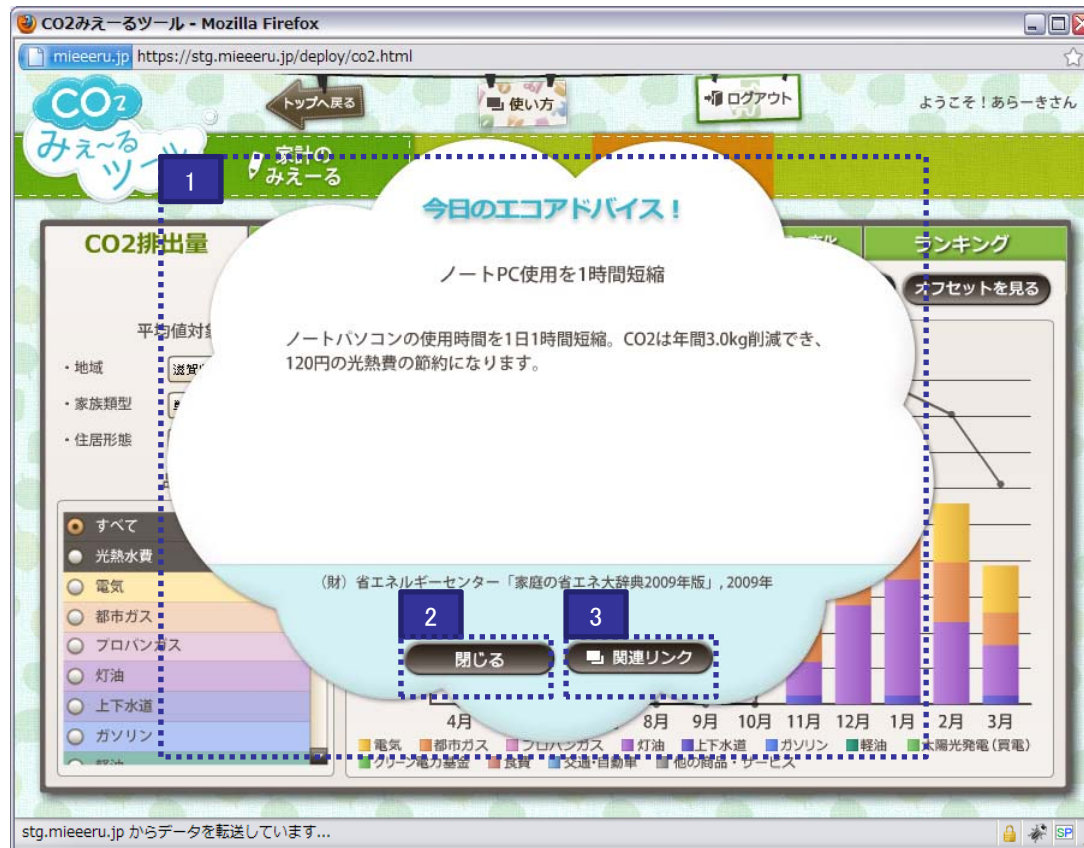 CO2みえーるツール - Mozilla Firefox
mieeeru.jp https://stg.mieeeru.jp/deploy/co2.html
CO2
みえ〜る
ツール
トップへ戻る
使い方
ログアウト
ようこそ！あらーきさん
1
家計の
みえーる
今日のエコアドバイス！
CO2排出量
ランキング
ノートPC使用を1時間短縮
オフセットを見る
平均値対
ノートパソコンの使用時間を1日1時間短縮。CO2は年間3.0kg削減でき、
120円の光熱費の節約になります。
・地域
滋賀
・家族類型
・住居形態
すべて
光熱水費
電気
都市ガス
プロパンガス
灯油
上下水道
ガソリン
軽油
（財）省エネルギーセンター「家庭の省エネ大辞典2009年版」, 2009年
2
3
閉じる
関連リンク
4月 8月 9月 10月 11月 12月 1月 2月 3月
電気 都市ガス プロパンガス 灯油 上下水道 ガソリン 軽油 太陽光発電(買電)
グリーン電力基金 食費 交通・自動車 他の商品・サービス
stg.mieeeru.jp からデータを転送しています...
SP